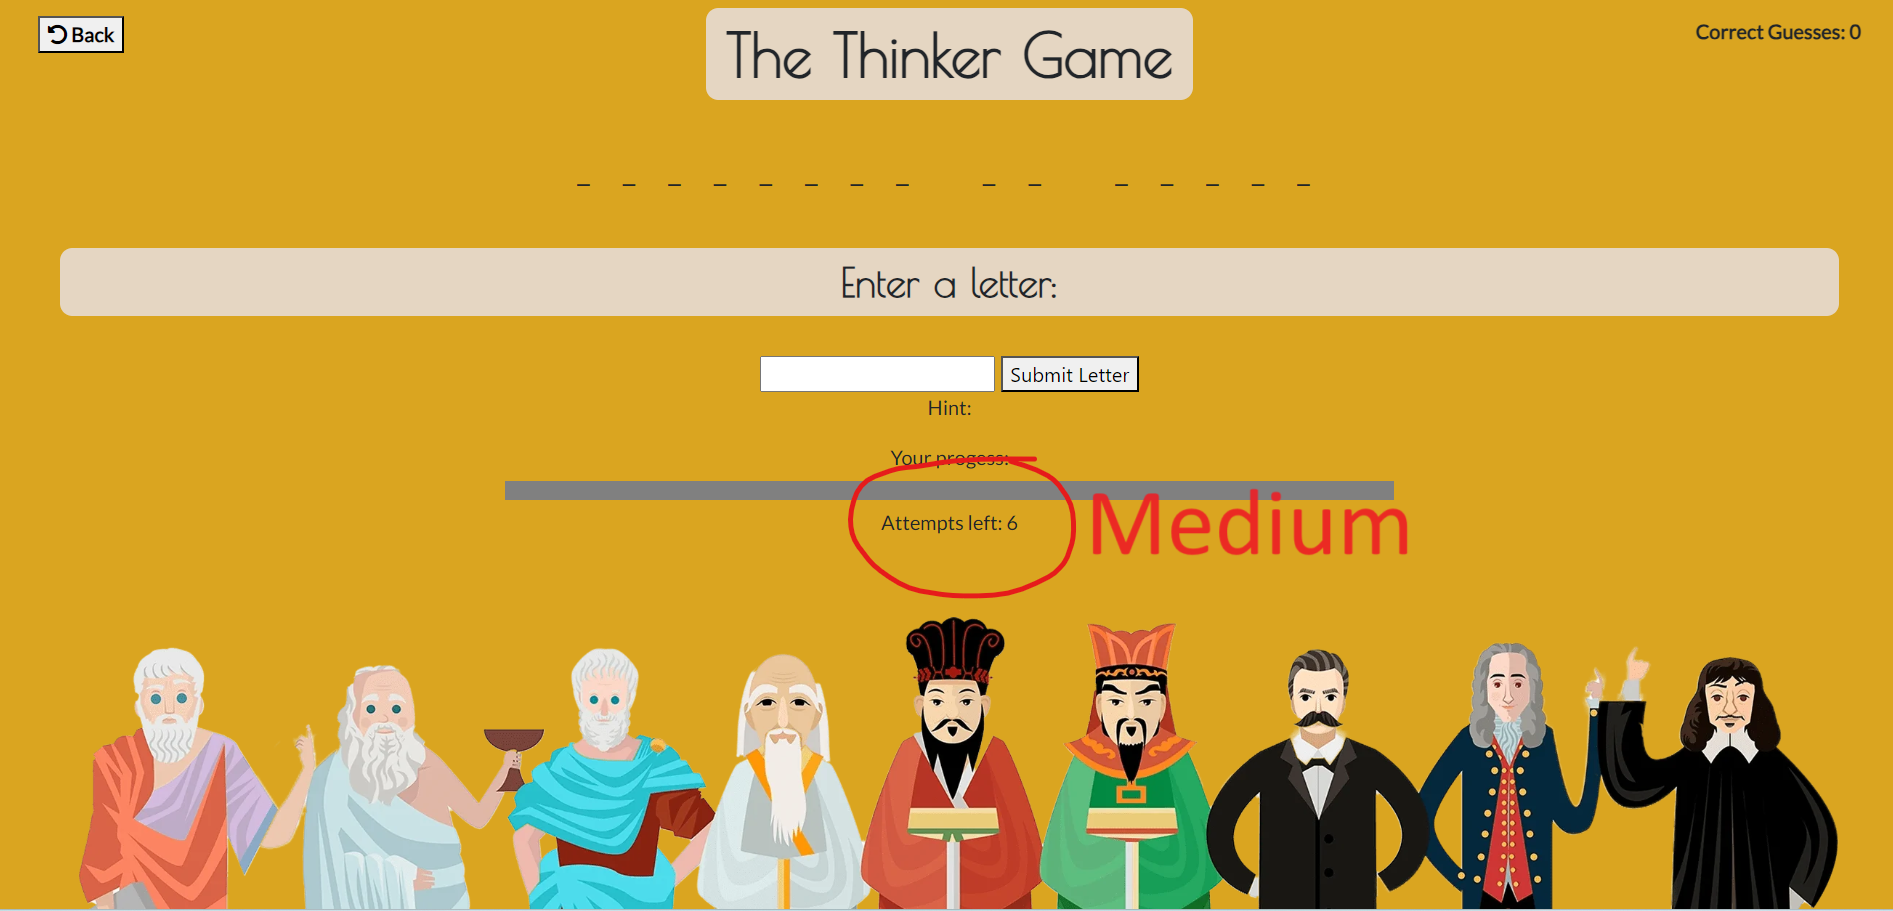 Back
The Thinker Game
Correct Guesses: 0
_ _ _ _ _ _ _ _   _ _   _ _ _ _ _
Enter a letter:
Submit Letter
Hint:
Your progess:
Attempts left: 6
Medium